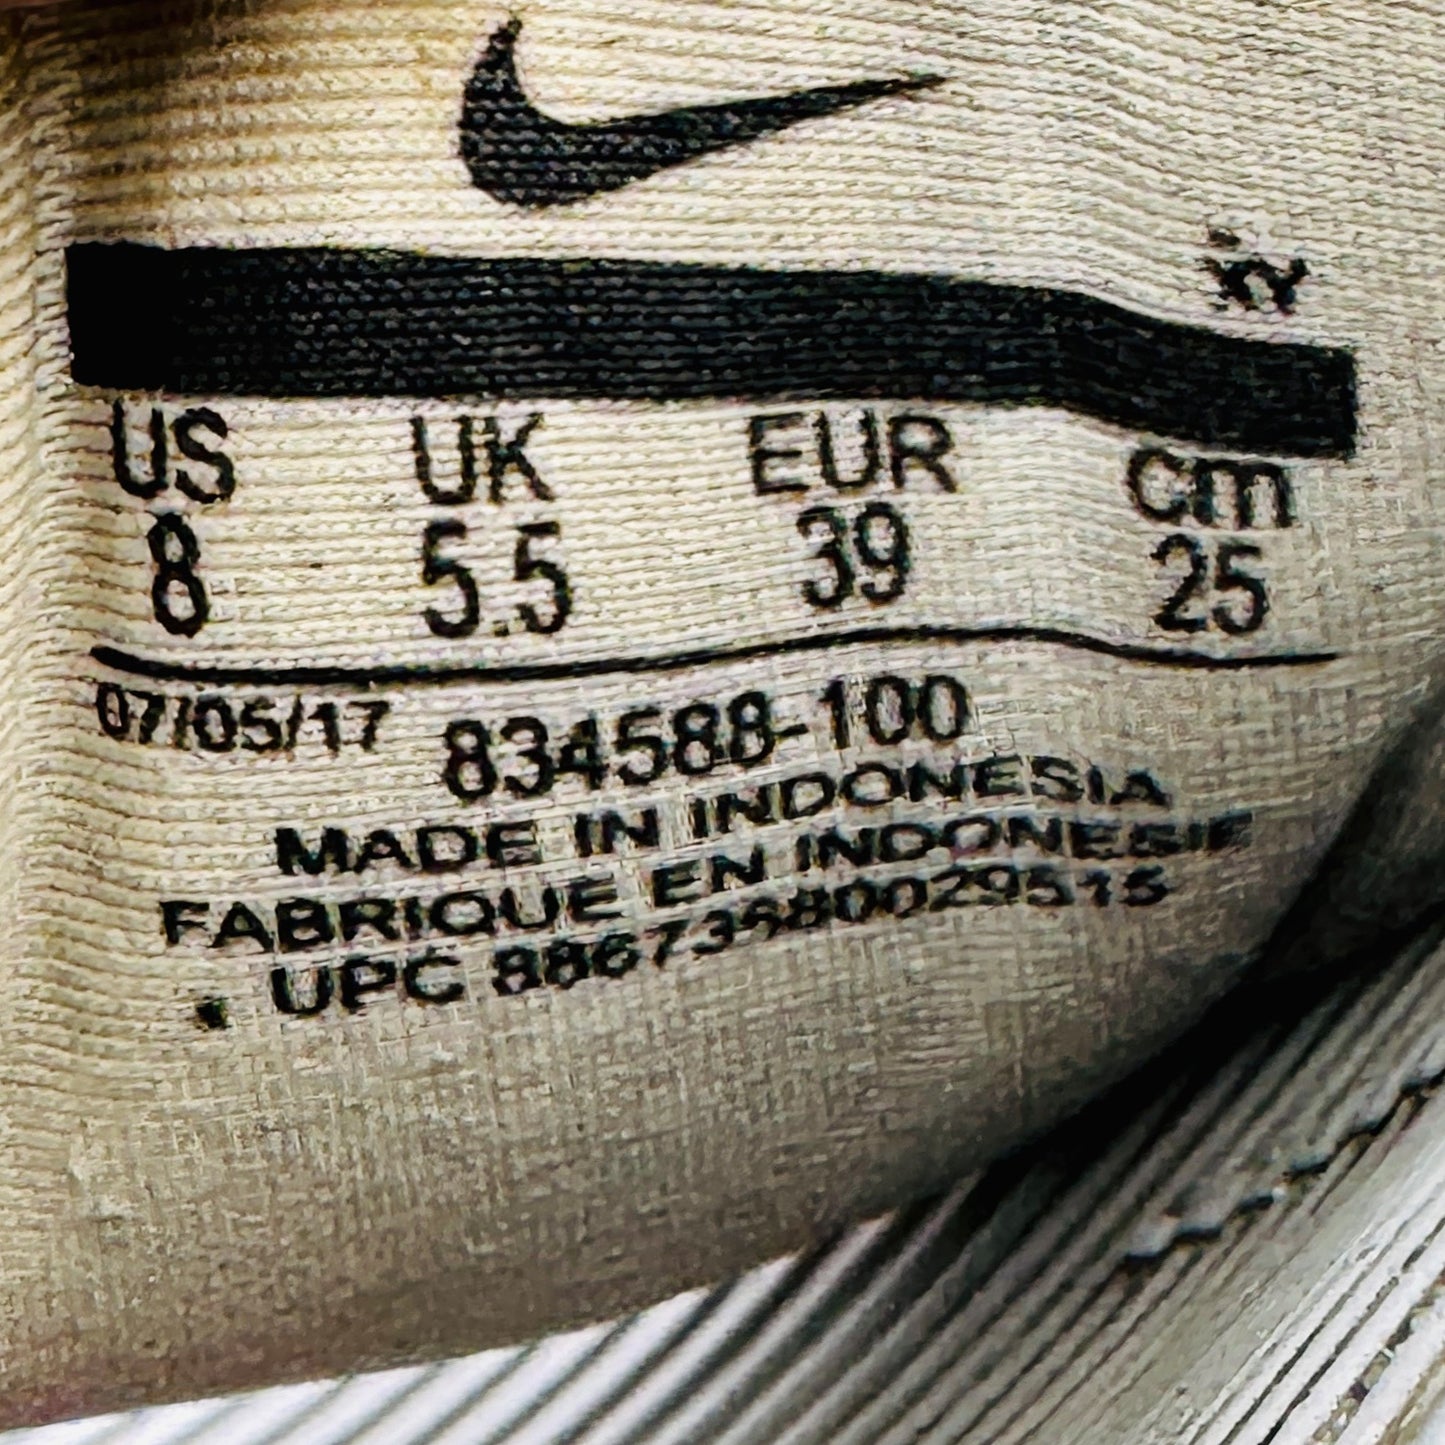 XY
US UK EUR cm
8 5.5 39 25
07/05/17 834588-100
MADE IN INDONESIA
FABRIQUE EN INDONESIE
UPC